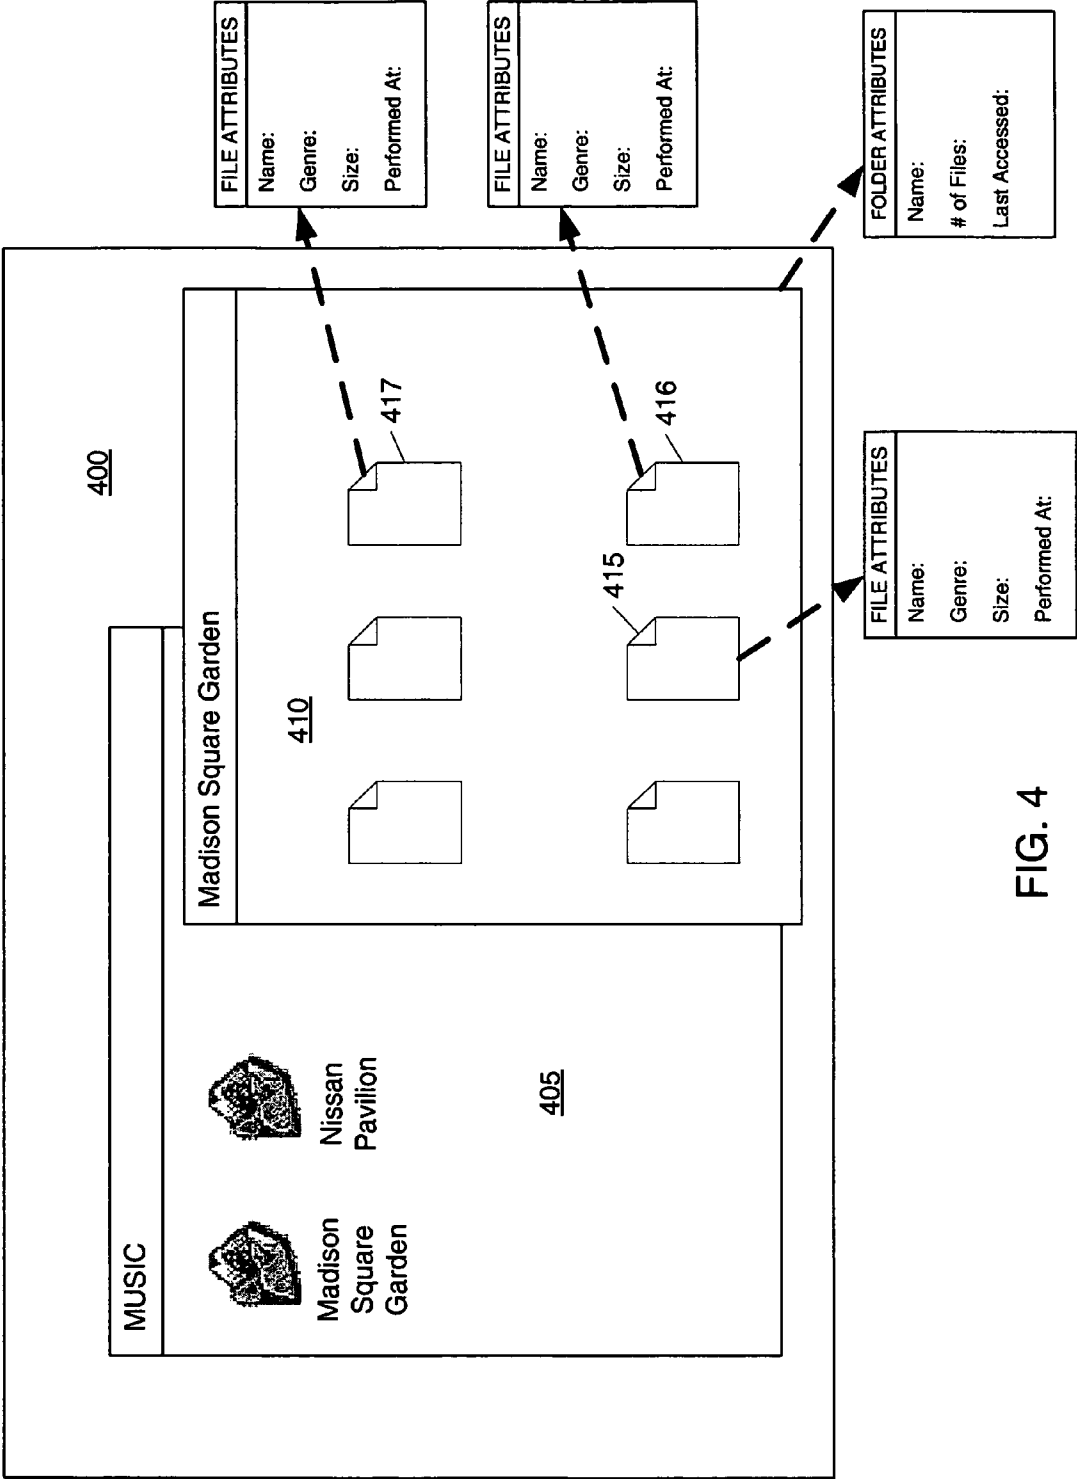 400
MUSIC
Madison
Square
Garden
Nissan
Pavilion
405
Madison Square Garden
410
417
415
416
FILE ATTRIBUTES
Name:
Genre:
Size:
Performed At:
FILE ATTRIBUTES
Name:
Genre:
Size:
Performed At:
FILE ATTRIBUTES
Name:
Genre:
Size:
Performed At:
FOLDER ATTRIBUTES
Name:
# of Files:
Last Accessed:
FIG. 4